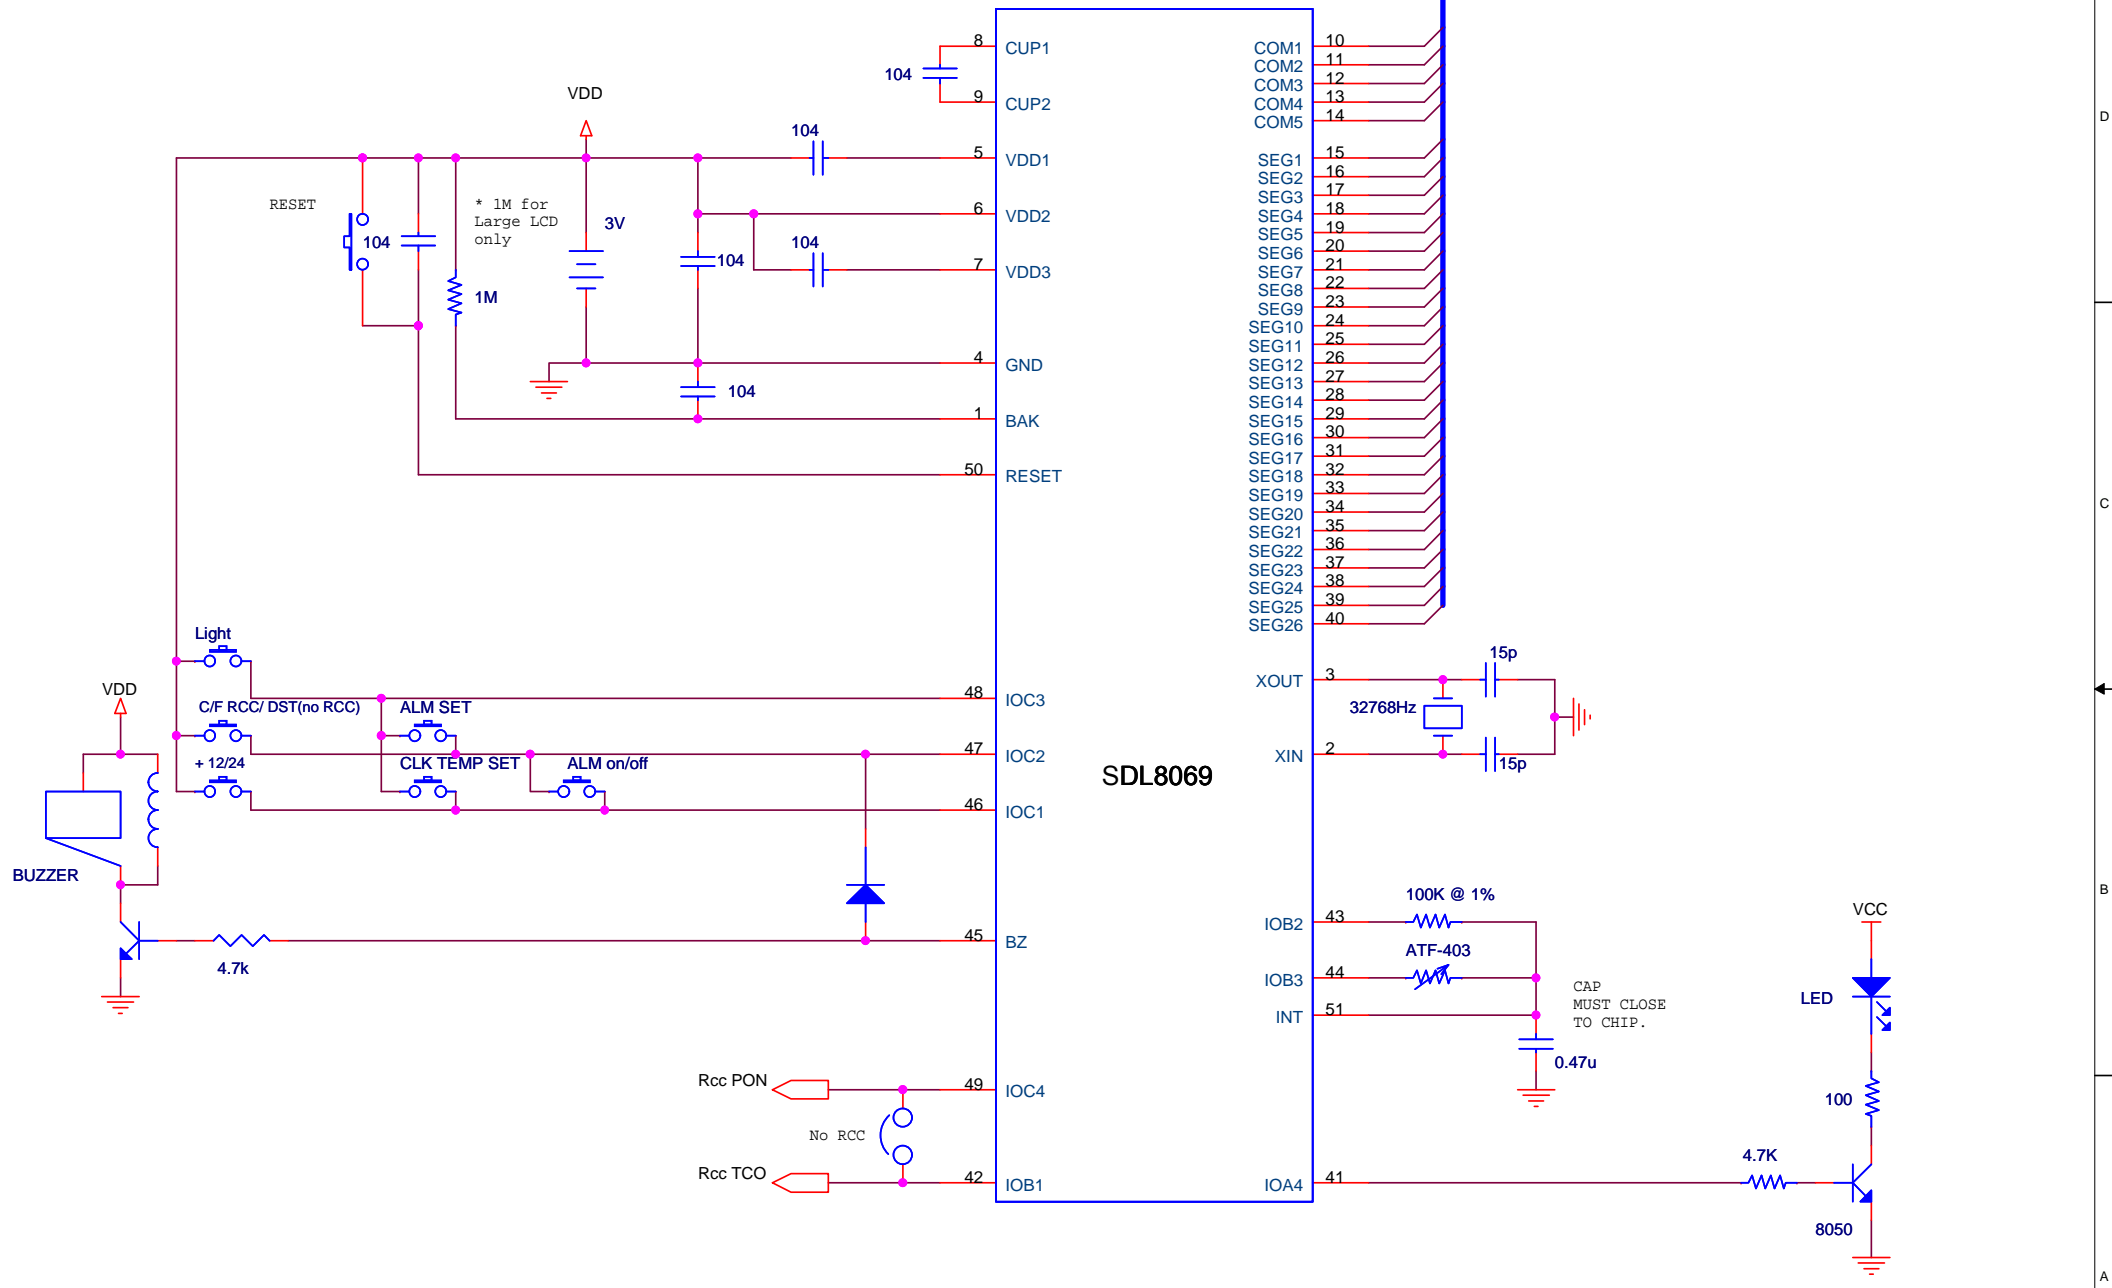 8 CUP1
104
9 CUP2
VDD
104
5 VDD1
RESET
104
* 1M for
Large LCD
only
1M
3V
104
6 VDD2
104
7 VDD3
4 GND
104
1 BAK
50 RESET
COM1 10
COM2 11
COM3 12
COM4 13
COM5 14
SEG1 15
SEG2 16
SEG3 17
SEG4 18
SEG5 19
SEG6 20
SEG7 21
SEG8 22
SEG9 23
SEG10 24
SEG11 25
SEG12 26
SEG13 27
SEG14 28
SEG15 29
SEG16 30
SEG17 31
SEG18 32
SEG19 33
SEG20 34
SEG21 35
SEG22 36
SEG23 37
SEG24 38
SEG25 39
SEG26 40
D
C
B
A
Light
48 IOC3
VDD
C/F RCC/ DST(no RCC)
ALM SET
47 IOC2
+ 12/24
CLK TEMP SET
ALM on/off
46 IOC1
BUZZER
4.7k
45 BZ
SDL8069
XOUT 3
15p
32768Hz
XIN 2
15p
100K @ 1%
IOB2 43
ATF-403
IOB3 44
INT 51
CAP
MUST CLOSE
TO CHIP.
0.47u
VCC
LED
100
4.7K
IOA4 41
8050
Rcc PON
49 IOC4
No RCC
Rcc TCO
42 IOB1